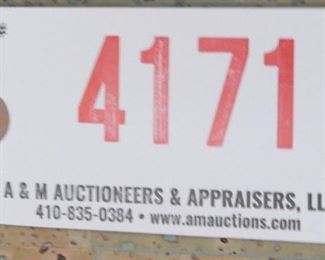 #
4171
A & M AUCTIONEERS & APPRAISERS, LL
410-835-0384 • www.amauctions.com